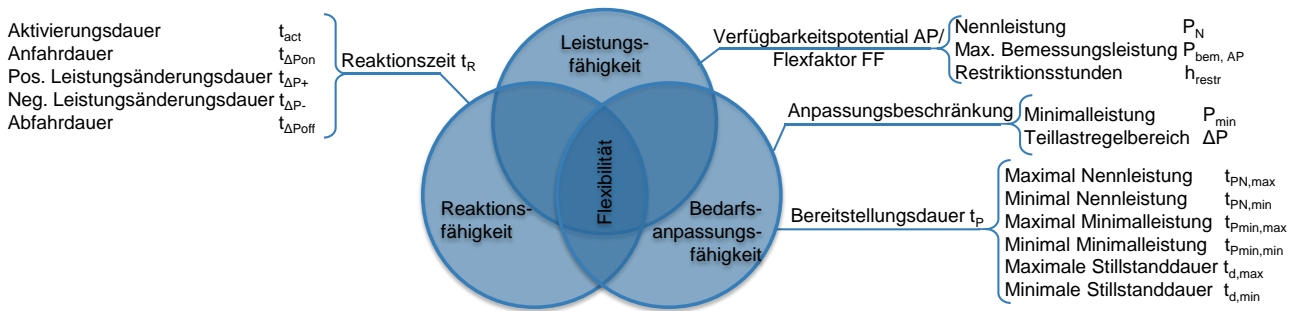 Aktivierungsdauer t_act
Anfahrdauer t_ΔPon
Pos. Leistungsänderungsdauer t_ΔP+
Neg. Leistungsänderungsdauer t_ΔP-
Abfahrdauer t_ΔPoff
Reaktionszeit t_R
Leistungs-
fähigkeit
Reaktions-
fähigkeit
Flexibilität
Bedarfs-
anpassungs-
fähigkeit
Verfügbarkeitspotential AP/
Flexfaktor FF
Nennleistung P_N
Max. Bemessungsleistung P_bem, AP
Restriktionsstunden h_restr
Anpassungsbeschränkung
Minimalleistung P_min
Teillastregelbereich ΔP
Bereitstellungsdauer t_P
Maximal Nennleistung t_PN,max
Minimal Nennleistung t_PN,min
Maximal Minimalleistung t_Pmin,max
Minimal Minimalleistung t_Pmin,min
Maximale Stillstanddauer t_d,max
Minimale Stillstanddauer t_d,min